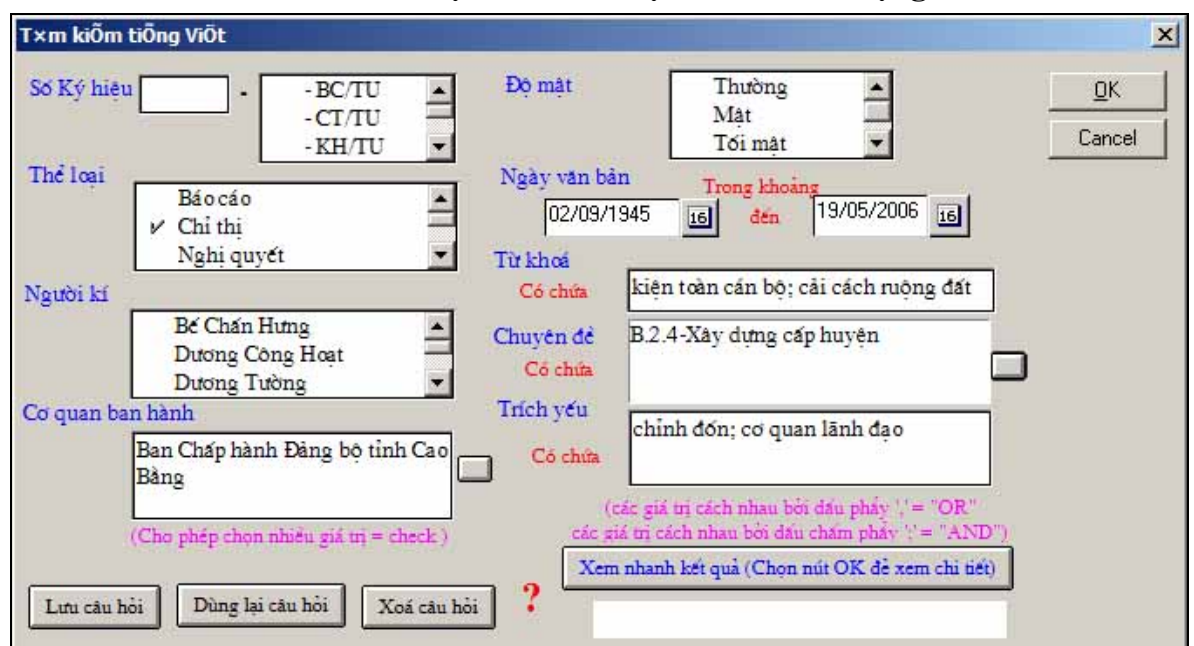 T×m kiÕm tiÕng ViÖt
Số Ký hiệu - - BC/TU
- CT/TU
- KH/TU
Độ mật Thường
Mật
Tối mật
OK
Cancel
Thể loại
Báo cáo
✓ Chỉ thị
Nghị quyết
Ngày văn bản Trong khoảng
02/09/1945 16 đến 19/05/2006 16
Từ khoá
Có chứa kiện toàn cán bộ; cải cách ruộng đất
Người kí
Bế Chấn Hưng
Dương Công Hoạt
Dương Tường
Chuyên đề B.2.4-Xây dựng cấp huyện
Có chứa
Cơ quan ban hành
Ban Chấp hành Đảng bộ tỉnh Cao
Bằng
(Cho phép chọn nhiều giá trị = check )
Trích yếu
chỉnh đốn; cơ quan lãnh đạo
Có chứa
(các giá trị cách nhau bởi dấu phẩy ',' = "OR"
các giá trị cách nhau bởi dấu chấm phẩy ';' = "AND")
Xem nhanh kết quả (Chọn nút OK để xem chi tiết)
Lưu câu hỏi Dùng lại câu hỏi Xoá câu hỏi ?